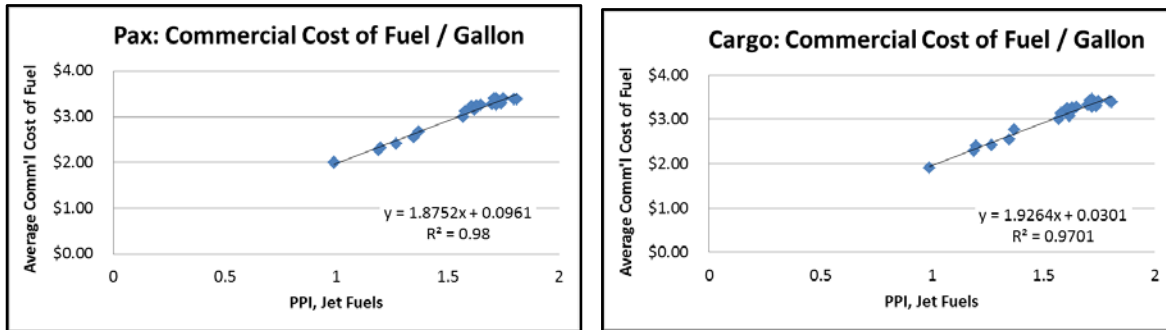 Pax: Commercial Cost of Fuel / Gallon
Average Comm'l Cost of Fuel
$4.00
$3.00
$2.00
$1.00
$0.00
y = 1.8752x + 0.0961
R² = 0.98
0 0.5 1 1.5 2
PPI, Jet Fuels
Cargo: Commercial Cost of Fuel / Gallon
Average Comm'l Cost of Fuel
$4.00
$3.00
$2.00
$1.00
$0.00
y = 1.9264x + 0.0301
R² = 0.9701
0 0.5 1 1.5 2
PPI, Jet Fuels